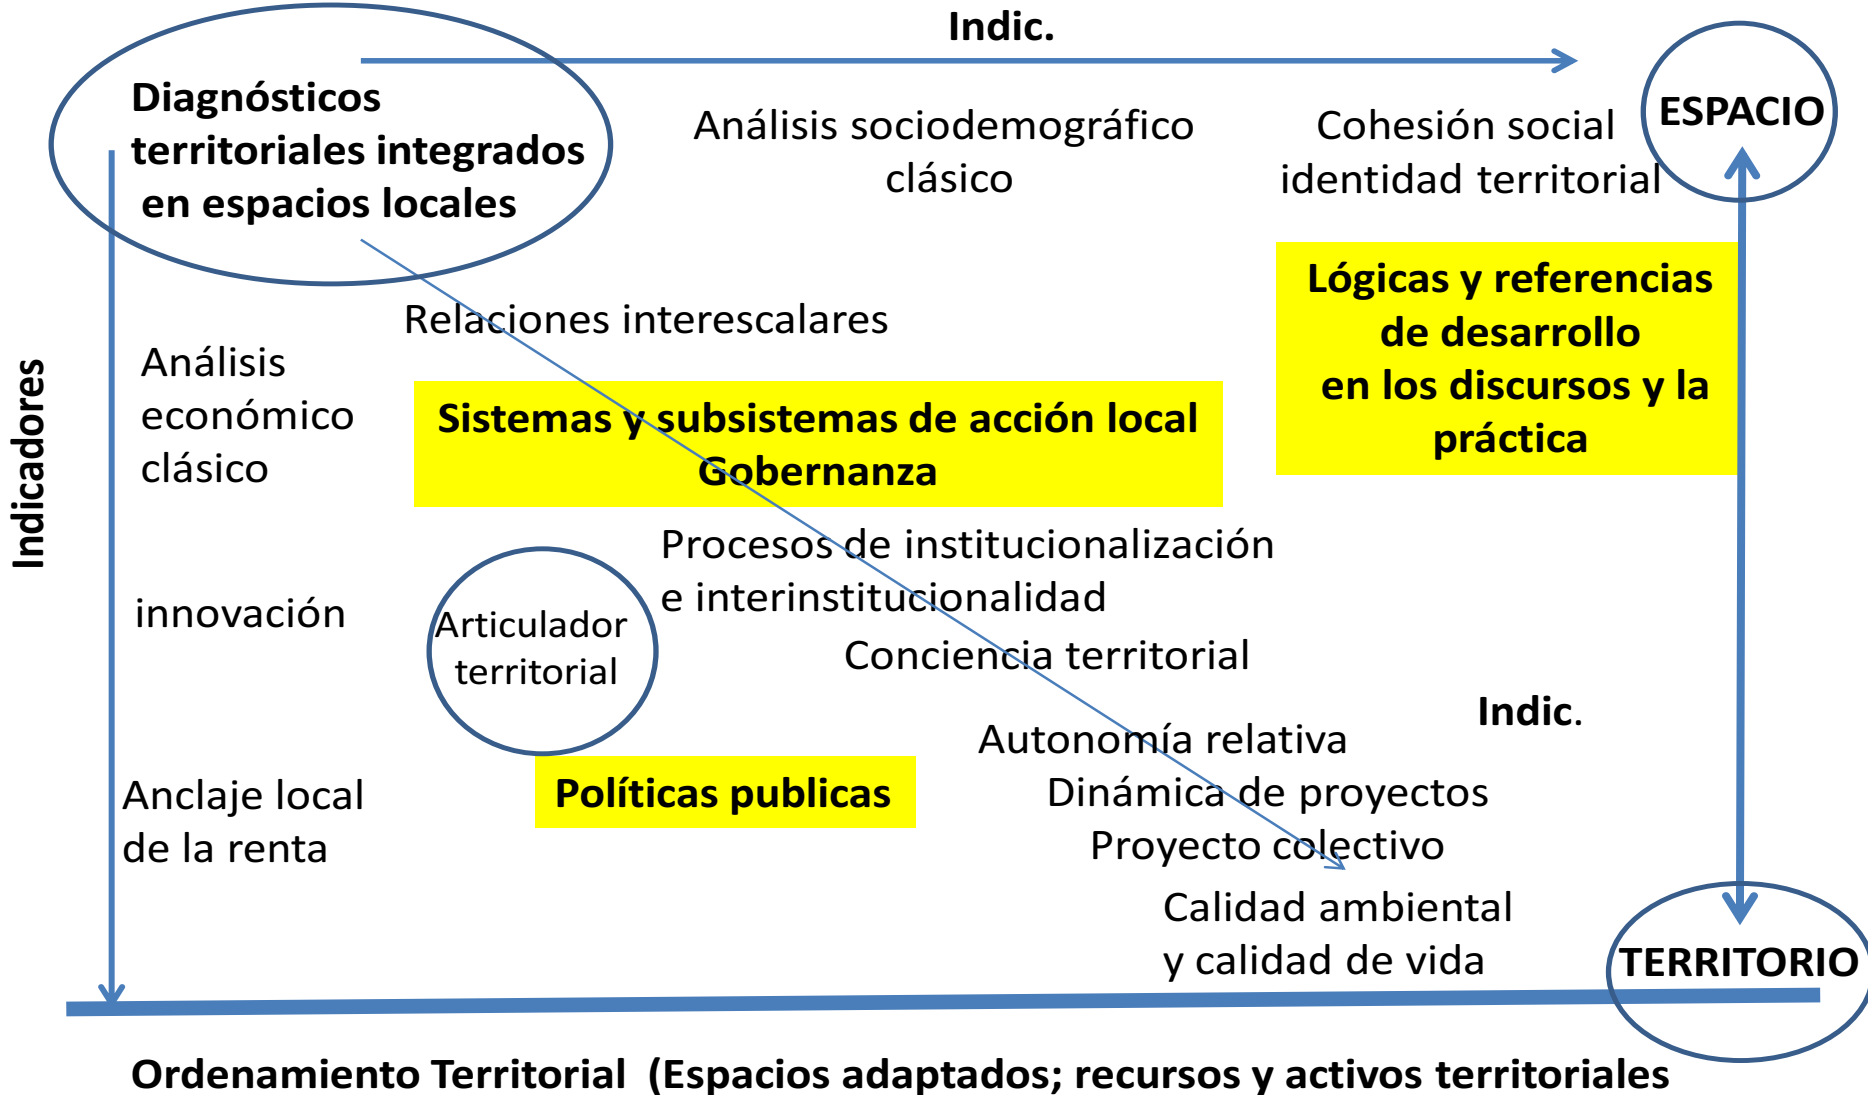 Indic.
Diagnósticos
territoriales integrados
en espacios locales
Análisis sociodemográfico
clásico
Cohesión social
identidad territorial
ESPACIO
Lógicas y referencias
de desarrollo
en los discursos y la
práctica
Relaciones interescalares
Indicadores
Análisis
económico
clásico
Sistemas y subsistemas de acción local
Gobernanza
Procesos de institucionalización
e interinstitucionalidad
innovación
Articulador
territorial
Conciencia territorial
Indic.
Autonomía relativa
Dinámica de proyectos
Proyecto colectivo
Anclaje local
de la renta
Políticas publicas
Calidad ambiental
y calidad de vida
TERRITORIO
Ordenamiento Territorial (Espacios adaptados; recursos y activos territoriales